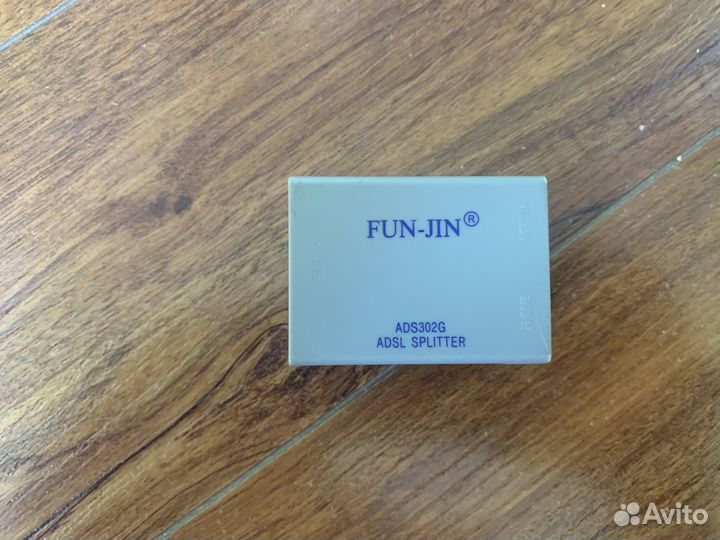 FUN-JIN®
ADS302G
ADSL SPLITTER
Avito